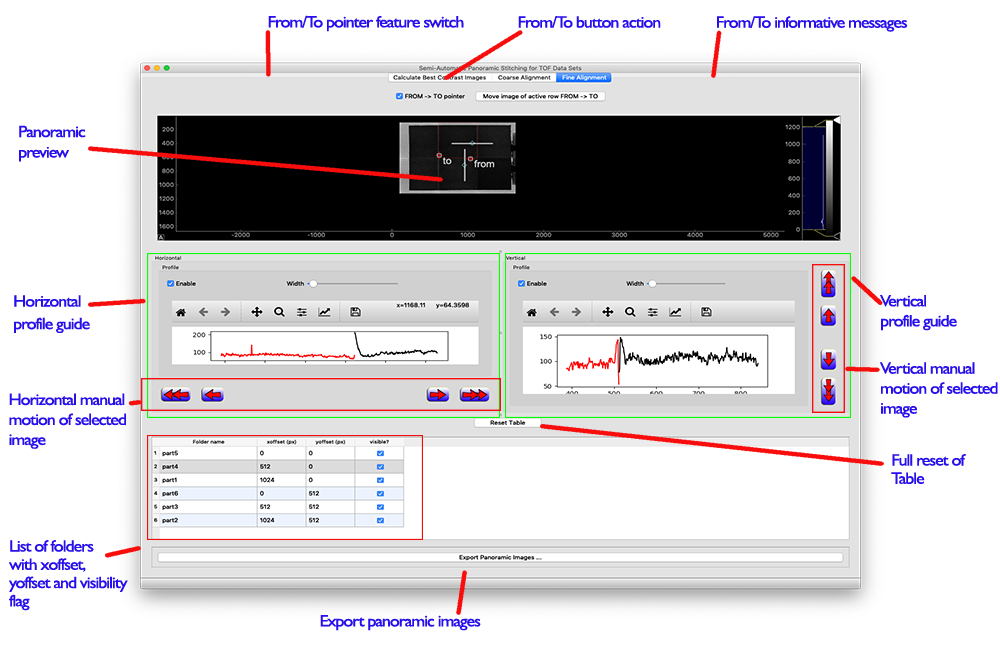 From/To pointer feature switch
From/To button action
From/To informative messages
Semi-Automatic Panoramic Stitching for TOF Data Sets
Calculate Best Contrast Images Coarse Alignment Fine Alignment
FROM -> TO pointer Move image of active row FROM -> TO
Panoramic
preview
200
400
600
800
1000
1200
1400
1600
-2000 -1000 0 1000 2000 3000 4000 5000
A
to
from
1200
1000
800
600
400
200
0
Horizontal
Profile
Enable Width
x=1168.11 y=64.3598
200
100
Vertical
Profile
Enable Width
150
100
50
400 500 600 700 800
Horizontal
profile guide
Vertical
profile guide
Horizontal manual
motion of selected
image
Vertical manual
motion of selected
image
Reset Table
Full reset of
Table
Folder name xoffset (px) yoffset (px) visible?
1 part5 0 0
2 part4 512 0
3 part1 1024 0
4 part6 0 512
5 part3 512 512
6 part2 1024 512
List of folders
with xoffset,
yoffset and visibility
flag
Export Panoramic Images ...
Export panoramic images